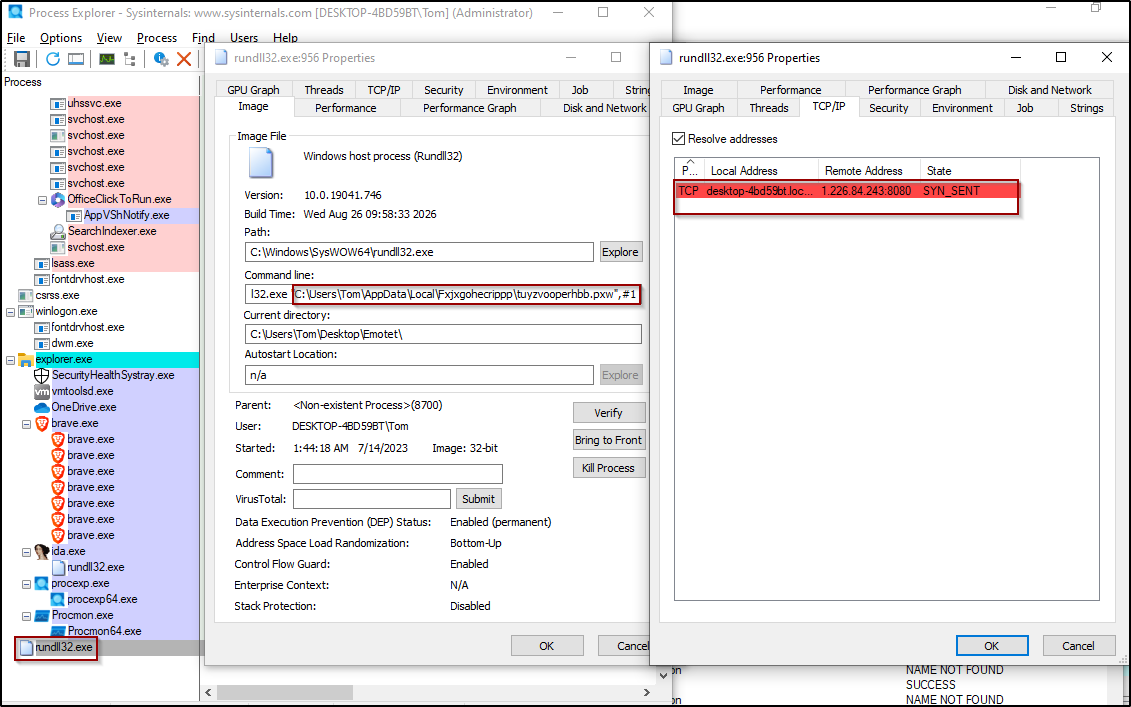 Process Explorer - Sysinternals: www.sysinternals.com [DESKTOP-4BD59BT\Tom] (Administrator)
File Options View Process Find Users Help
Process
uhssvc.exe
svchost.exe
svchost.exe
svchost.exe
svchost.exe
svchost.exe
OfficeClickToRun.exe
AppVShNotify.exe
SearchIndexer.exe
svchost.exe
lsass.exe
fontdrvhost.exe
csrss.exe
winlogon.exe
fontdrvhost.exe
dwm.exe
explorer.exe
SecurityHealthSystray.exe
vm vmtoolsd.exe
OneDrive.exe
brave.exe
brave.exe
brave.exe
brave.exe
brave.exe
brave.exe
brave.exe
brave.exe
ida.exe
rundll32.exe
procexp.exe
procexp64.exe
Procmon.exe
Procmon64.exe
rundll32.exe
rundll32.exe:956 Properties
GPU Graph Threads TCP/IP Security Environment Job String
Image Performance Performance Graph Disk and Network
Image File
Windows host process (Rundll32)
Version: 10.0.19041.746
Build Time: Wed Aug 26 09:58:33 2026
Path:
C:\Windows\SysWOW64\rundll32.exe Explore
Command line:
l32.exe C:\Users\Tom\AppData\Local\Fxjxgohecrippp\tuyzvooperhbb.pxw",#1
Current directory:
C:\Users\Tom\Desktop\Emotet\
Autostart Location:
n/a Explore
Parent: <Non-existent Process>(8700)
Verify
User: DESKTOP-4BD59BT\Tom
Bring to Front
Started: 1:44:18 AM 7/14/2023 Image: 32-bit
Kill Process
Comment:
VirusTotal: Submit
Data Execution Prevention (DEP) Status: Enabled (permanent)
Address Space Load Randomization: Bottom-Up
Control Flow Guard: Enabled
Enterprise Context: N/A
Stack Protection: Disabled
OK Cancel
rundll32.exe:956 Properties
Image Performance Performance Graph Disk and Network
GPU Graph Threads TCP/IP Security Environment Job Strings
Resolve addresses
P... Local Address Remote Address State
TCP desktop-4bd59bt.loc... 1.226.84.243:8080 SYN_SENT
OK Cancel
on NAME NOT FOUND
SUCCESS
on NAME NOT FOUND